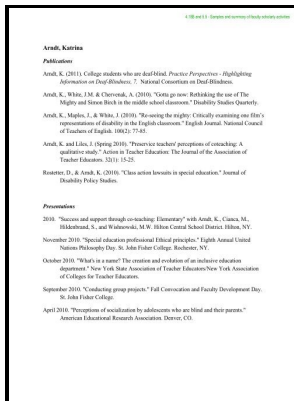 4.10B and 4.9 - Samples and summary of faculty scholarly activities
Arndt, Katrina
Publications
Arndt, K. (2011). College students who are deaf-blind. Practice Perspectives - Highlighting
Information on Deaf-Blindness, 7. National Consortium on Deaf-Blindness.
Arndt, K., White, J.M. & Chervenak, A. (2010). "Gotta go now: Rethinking the use of The
Mighty and Simon Birch in the middle school classroom." Disability Studies Quarterly.
Arndt, K., Maples, J., & White, J. (2010). "Re-seeing the mighty: Critically examining one film's
representations of disability in the English classroom." English Journal. National Council
of Teachers of English. 100(2): 77-85.
Arndt, K. and Liles, J. (Spring 2010). "Preservice teachers' perceptions of coteaching: A
qualitative study." Action in Teacher Education: The Journal of the Association of
Teacher Educators. 32(1): 15-25.
Rostetter, D., & Arndt, K. (2010). "Class action lawsuits in special education." Journal of
Disability Policy Studies.
Presentations
2010. "Success and support through co-teaching: Elementary" with Arndt, K., Cianca, M.,
Hildenbrand, S., and Wisknowski, M.W. Hilton Central School District. Hilton, NY.
November 2010. "Special education professional Ethical principles." Eighth Annual United
Nations Philosophy Day. St. John Fisher College. Rochester, NY.
October 2010. "What's in a name? The creation and evolution of an inclusive education
department." New York State Association of Teacher Educators/New York Association
of Colleges for Teacher Educators.
September 2010. "Conducting group projects." Fall Convocation and Faculty Development Day.
St. John Fisher College.
April 2010. "Perceptions of socialization by adolescents who are blind and their parents."
American Educational Research Association. Denver, CO.